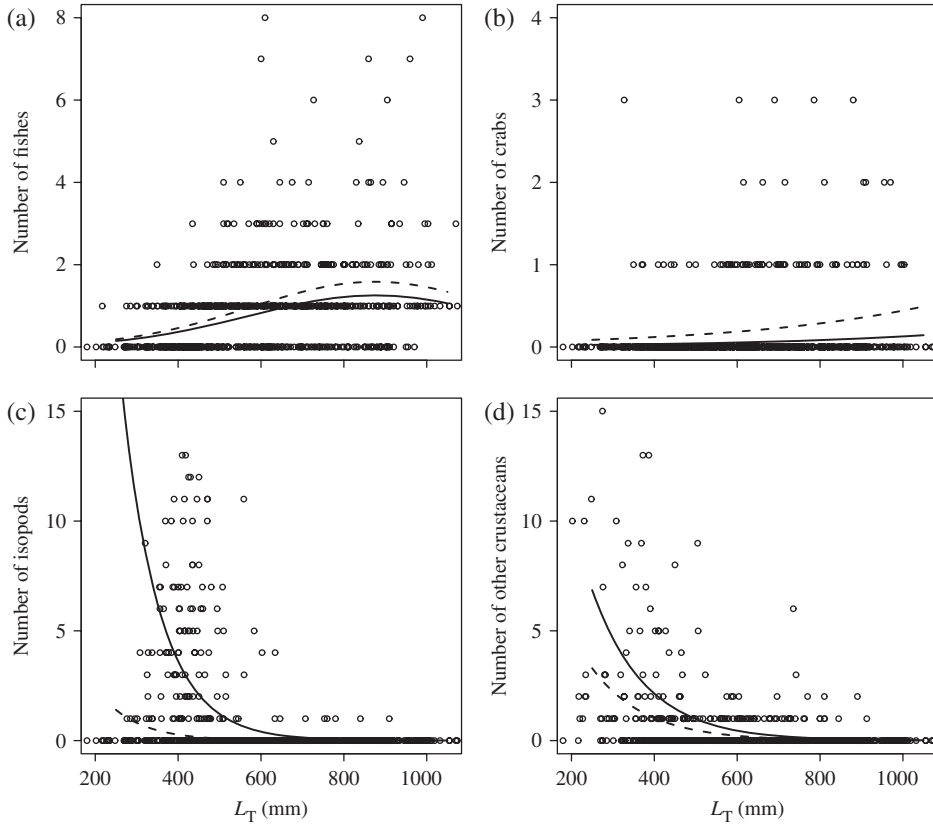 (a)
8
6
4
2
0
Number of fishes
(b)
4
3
2
1
0
Number of crabs
(c)
15
10
5
0
Number of isopods
200 400 600 800 1000
L_T (mm)
(d)
15
10
5
0
Number of other crustaceans
200 400 600 800 1000
L_T (mm)